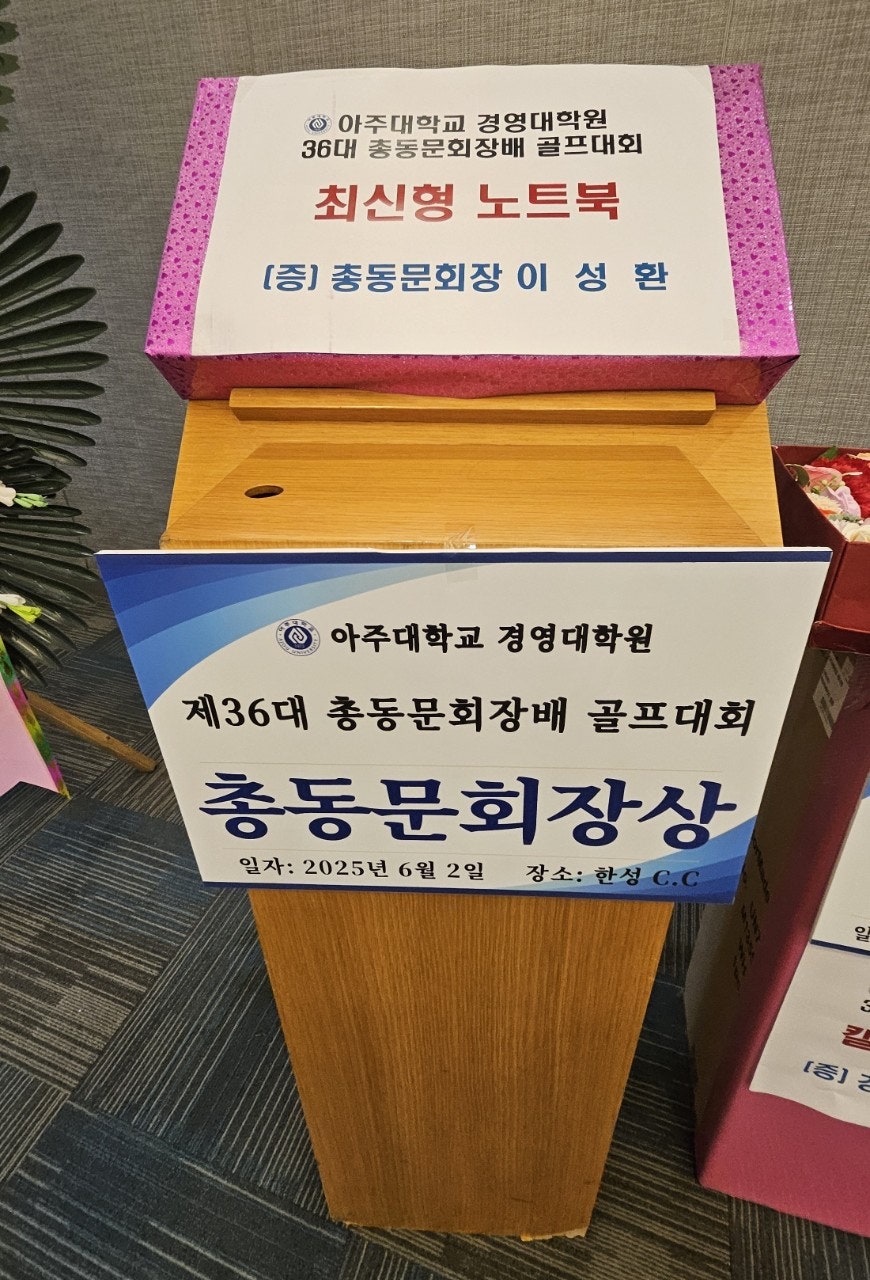 아주대학교 경영대학원
36대 총동문회장배 골프대회
최신형 노트북
(증) 총동문회장 이 성 환
아주대학교 경영대학원
제36대 총동문회장배 골프대회
총동문회장상
일자: 2025년 6월 2일 장소: 한성 C.C
일
3
(증)